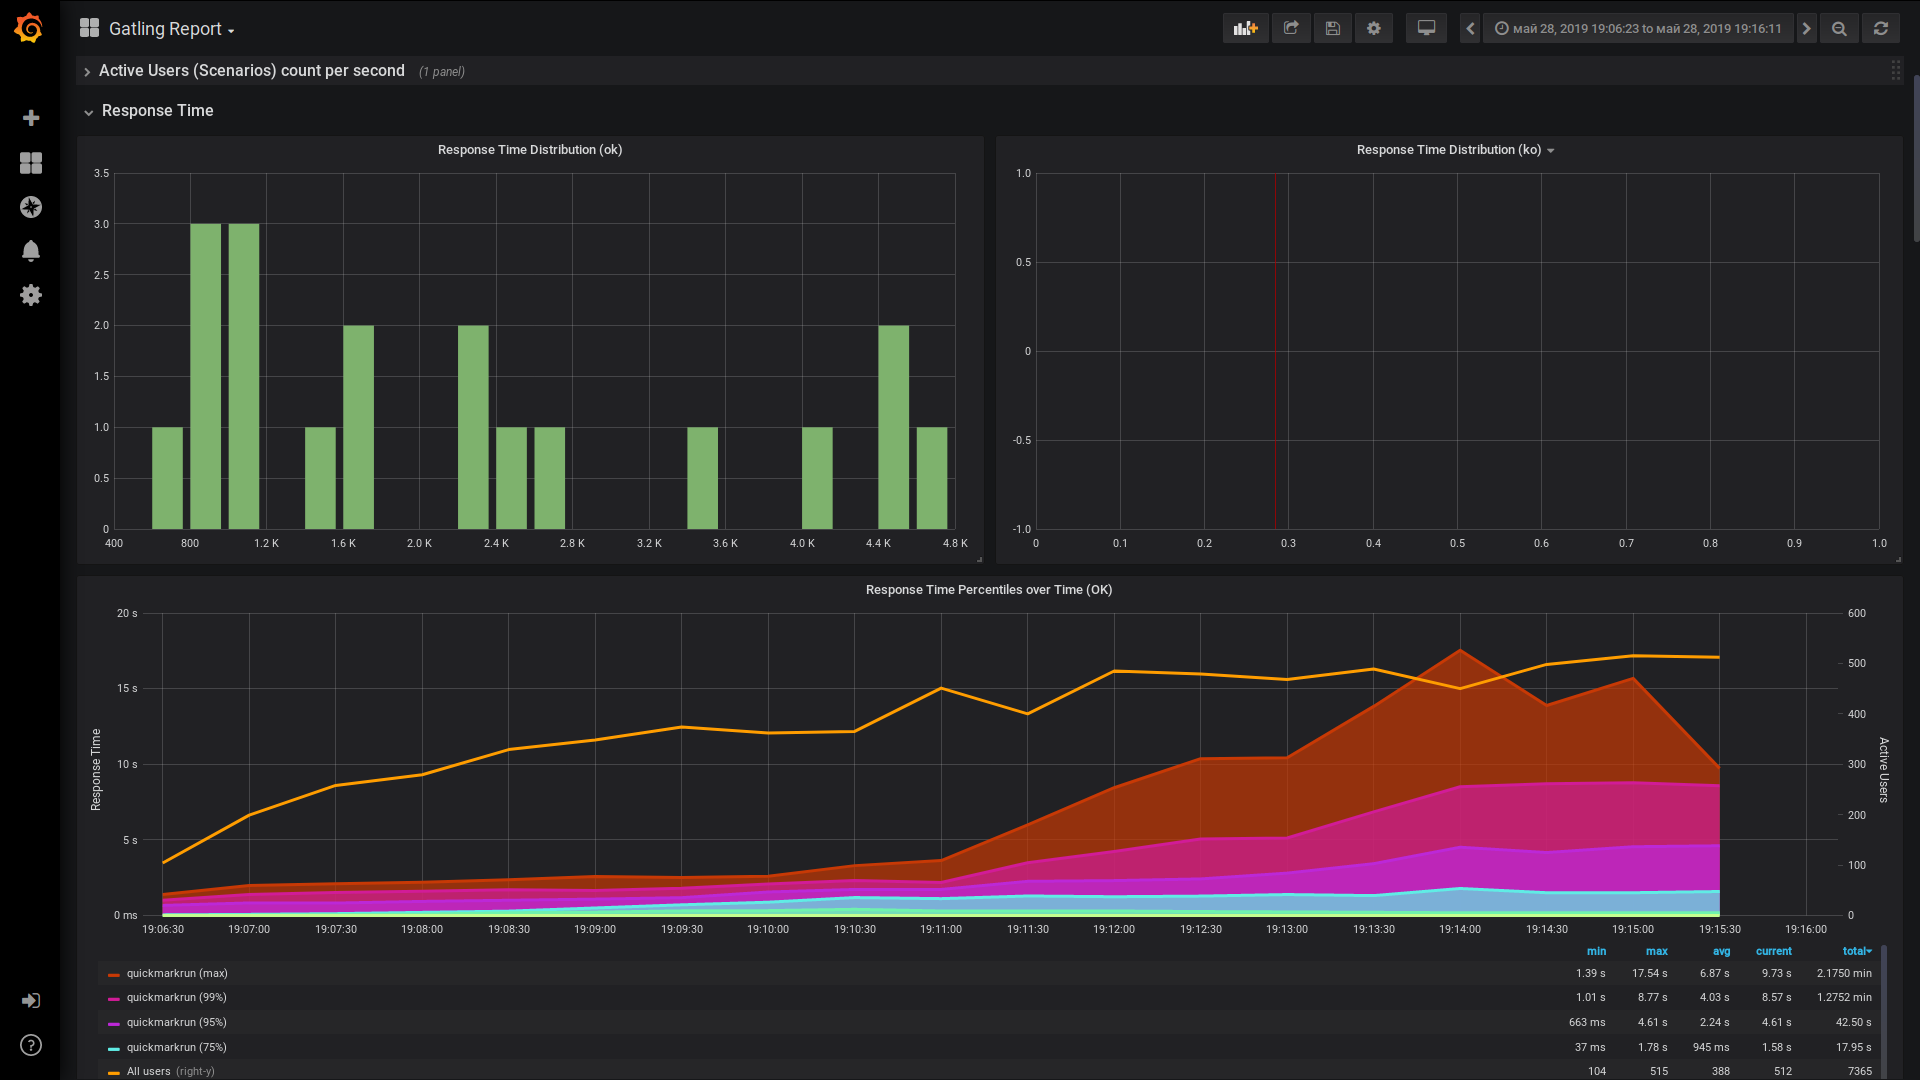 Gatling Report
май 28, 2019 19:06:23 to май 28, 2019 19:16:11
Active Users (Scenarios) count per second (1 panel)
Response Time
Response Time Distribution (ok)
3.5
3.0
2.5
2.0
1.5
1.0
0.5
0
400 800 1.2 K 1.6 K 2.0 K 2.4 K 2.8 K 3.2 K 3.6 K 4.0 K 4.4 K 4.8 K
Response Time Distribution (ko)
1.0
0.5
0
-0.5
-1.0
0 0.1 0.2 0.3 0.4 0.5 0.6 0.7 0.8 0.9 1.0
Response Time Percentiles over Time (OK)
Response Time
20 s
15 s
10 s
5 s
0 ms
600
500
400
300
200
100
0
Active Users
19:06:30 19:07:00 19:07:30 19:08:00 19:08:30 19:09:00 19:09:30 19:10:00 19:10:30 19:11:00 19:11:30 19:12:00 19:12:30 19:13:00 19:13:30 19:14:00 19:14:30 19:15:00 19:15:30 19:16:00
min max avg current total
quickmarkrun (max) 1.39 s 17.54 s 6.87 s 9.73 s 2.1750 min
quickmarkrun (99%) 1.01 s 8.77 s 4.03 s 8.57 s 1.2752 min
quickmarkrun (95%) 663 ms 4.61 s 2.24 s 4.61 s 42.50 s
quickmarkrun (75%) 37 ms 1.78 s 945 ms 1.58 s 17.95 s
All users (right-y) 104 515 388 512 7365